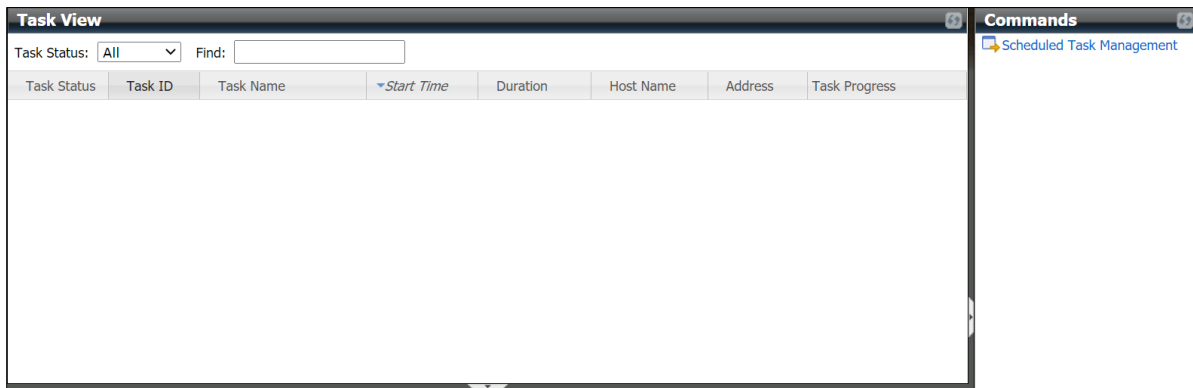 Task View
Task Status: All Find:
Task Status Task ID Task Name Start Time Duration Host Name Address Task Progress
Commands
Scheduled Task Management